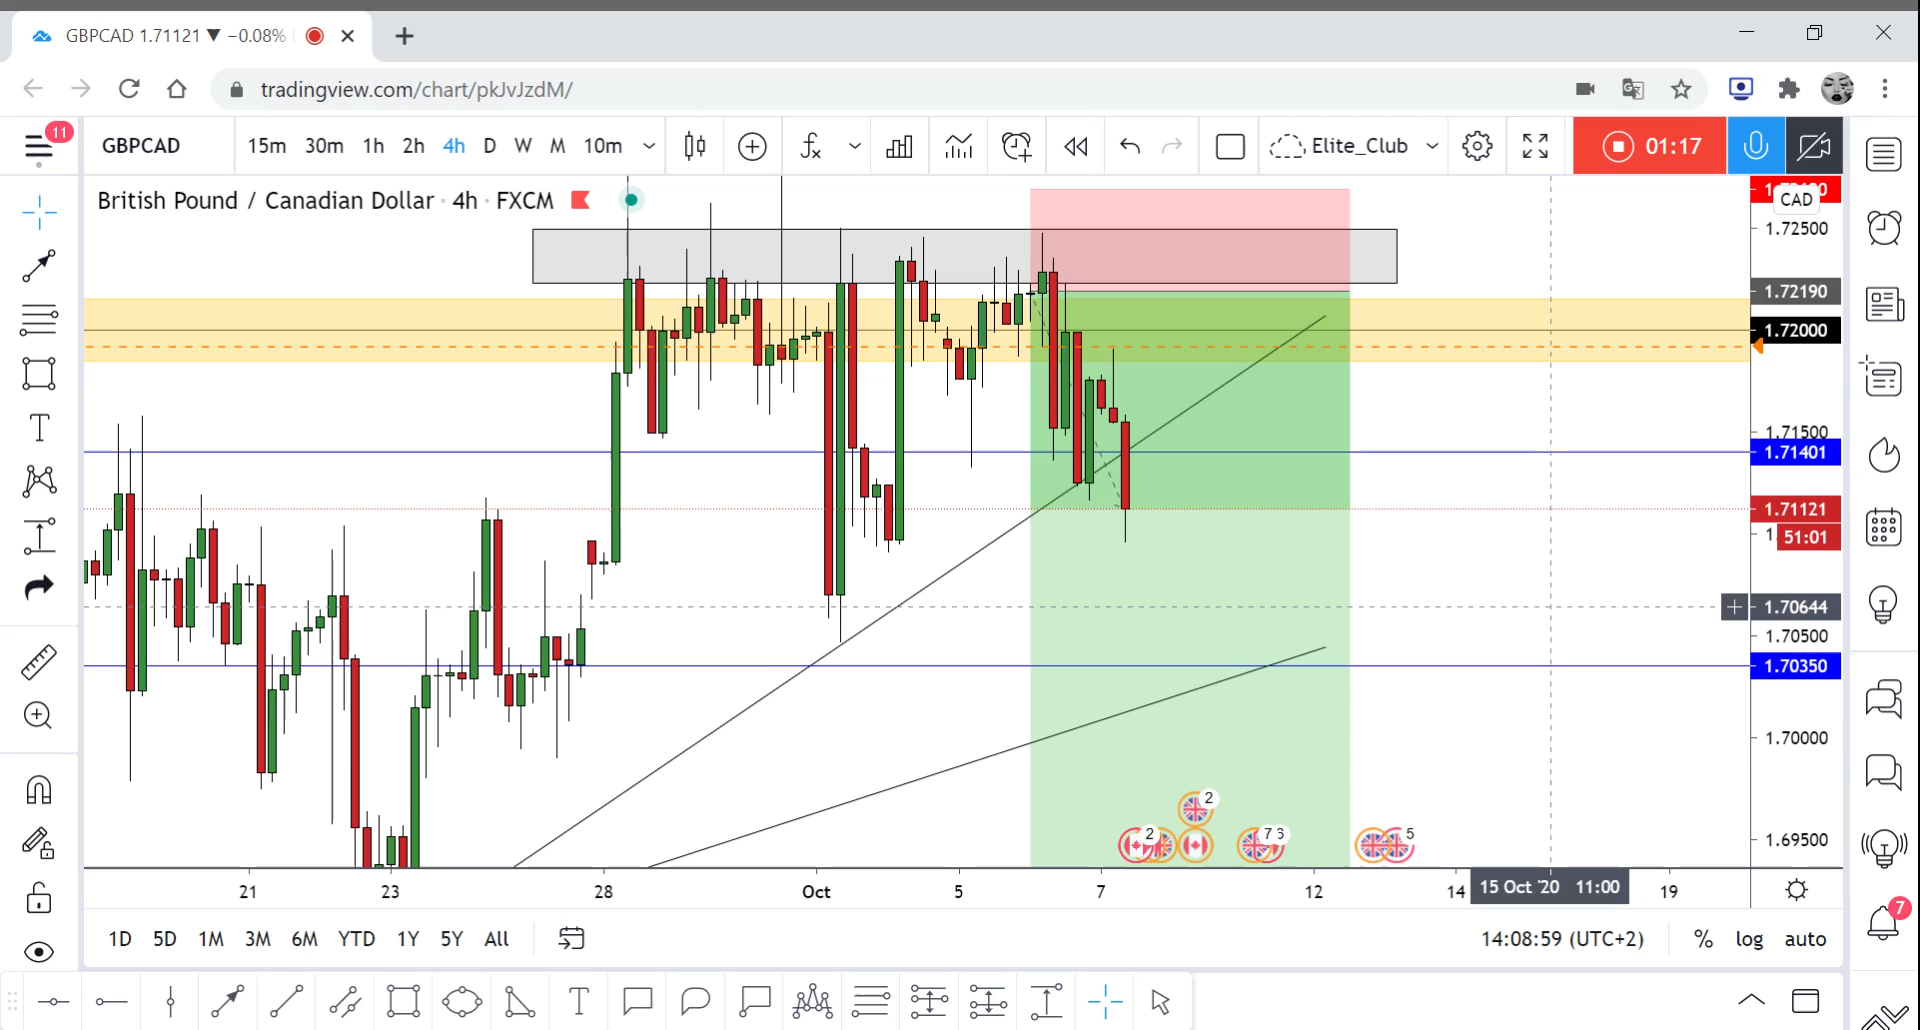 GBPCAD 1.71121 ▼ −0.08%
tradingview.com/chart/pkJvJzdM/
11
GBPCAD 15m 30m 1h 2h 4h D W M 10m Elite_Club 01:17
British Pound / Canadian Dollar · 4h · FXCM
CAD
1.72500
1.72190
1.72000
1.71500
1.71401
1.71121
51:01
1.70644
1.70500
1.70350
1.70000
2
2 7 3 5
1.69500
21 23 28 Oct 5 7 12 14 15 Oct '20 11:00 19
7
1D 5D 1M 3M 6M YTD 1Y 5Y All 14:08:59 (UTC+2) % log auto
T
T